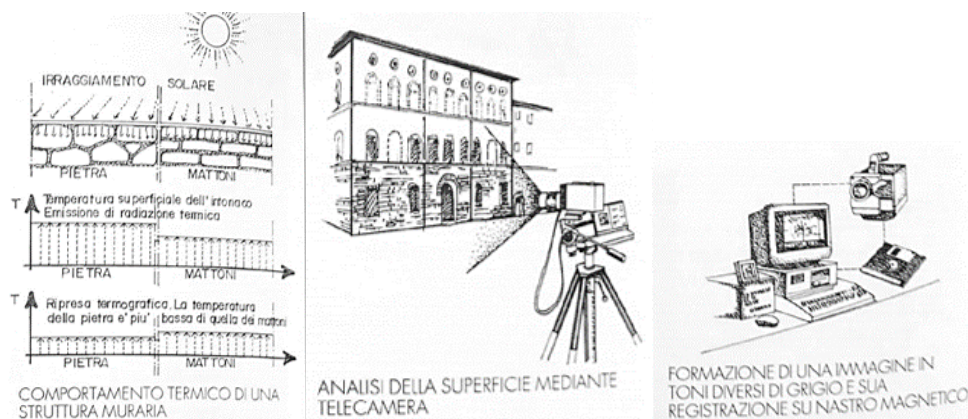 IRRAGGIAMENTO SOLARE
PIETRA MATTONI
T
Temperatura superficiale dell'intonaco
Emissione di radiazione termica
PIETRA MATTONI
T
Ripresa termografica. La temperatura
della pietra e' piu' bassa di quella dei mattoni
PIETRA MATTONI
COMPORTAMENTO TERMICO DI UNA
STRUTTURA MURARIA
ANALISI DELLA SUPERFICIE MEDIANTE
TELECAMERA
FORMAZIONE DI UNA IMMAGINE IN
TONI DIVERSI DI GRIGIO E SUA
REGISTRAZIONE SU NASTRO MAGNETICO